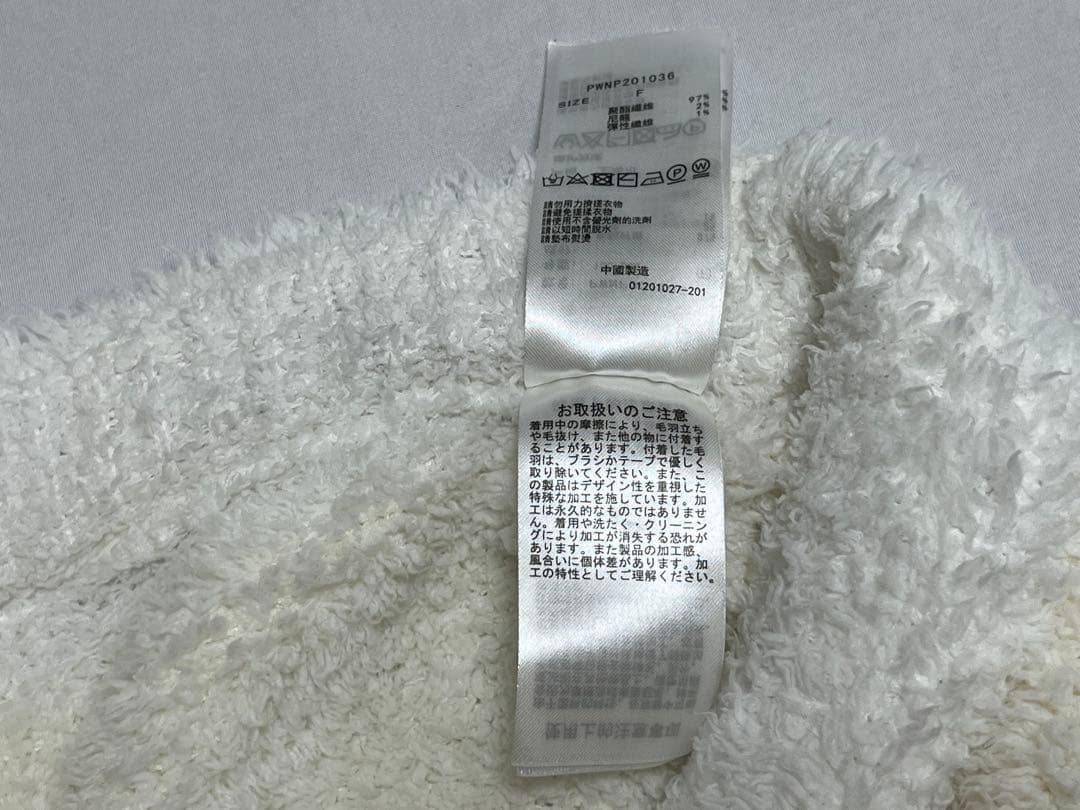 PWNP201036
SIZE F
聚酯纖維 97%
尼龍 2%
彈性纖維 1%
P W
請勿用力擠搓衣物
請避免搓揉衣物
請使用不含螢光劑的洗劑
請以短時間脫水
請墊布熨燙
中國製造
01201027-201
お取扱いのご注意
着用中の摩擦により、毛羽立ち
や毛抜け、また他の物に付着す
ることがあります。付着した毛
羽は、ブラシかテープで優しく
取り除いてください。また、こ
の製品はデザイン性を重視した
特殊な加工を施しています。加
工は永久的なものではありませ
ん。着用や洗たく・クリーニン
グにより加工が消失する恐れが
あります。また製品の加工感、
風合いに個体差があります。加
工の特性としてご理解ください。